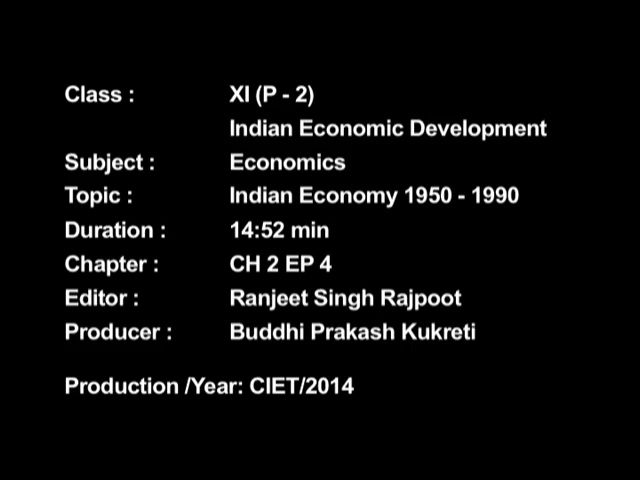 Class : XI (P - 2)
Indian Economic Development
Subject : Economics
Topic : Indian Economy 1950 - 1990
Duration : 14:52 min
Chapter : CH 2 EP 4
Editor : Ranjeet Singh Rajpoot
Producer : Buddhi Prakash Kukreti
Production /Year: CIET/2014